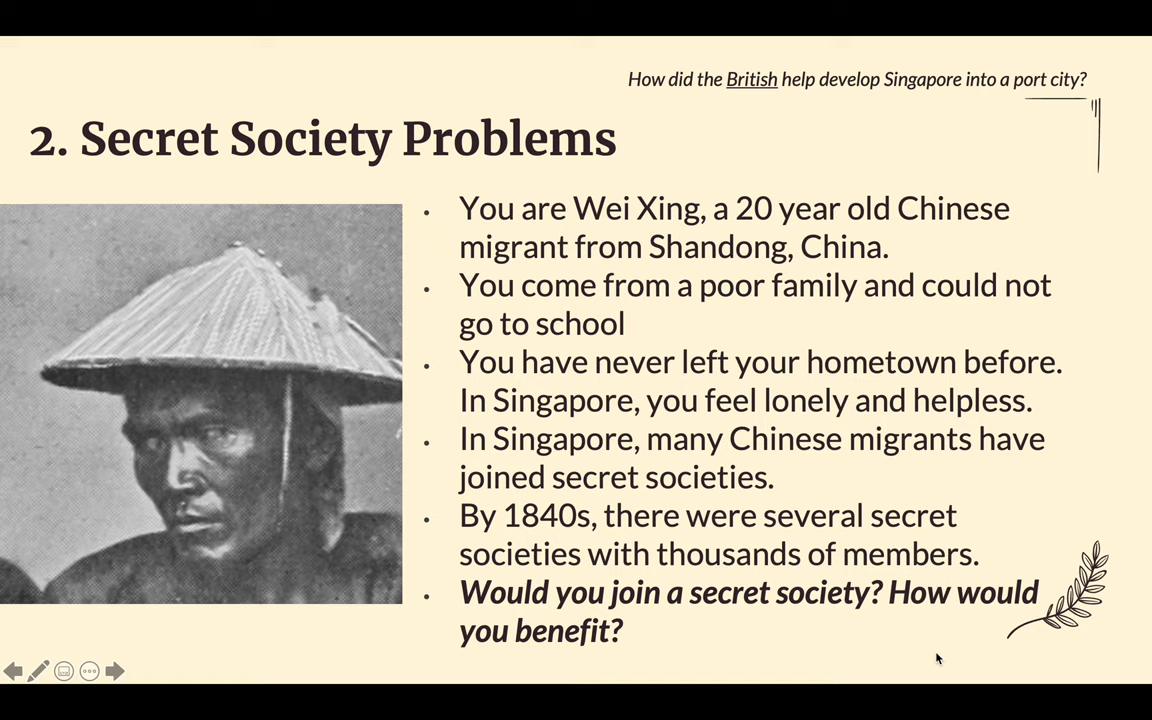 How did the British help develop Singapore into a port city?
2. Secret Society Problems
• You are Wei Xing, a 20 year old Chinese
migrant from Shandong, China.
• You come from a poor family and could not
go to school
• You have never left your hometown before.
In Singapore, you feel lonely and helpless.
• In Singapore, many Chinese migrants have
joined secret societies.
• By 1840s, there were several secret
societies with thousands of members.
• Would you join a secret society? How would
you benefit?